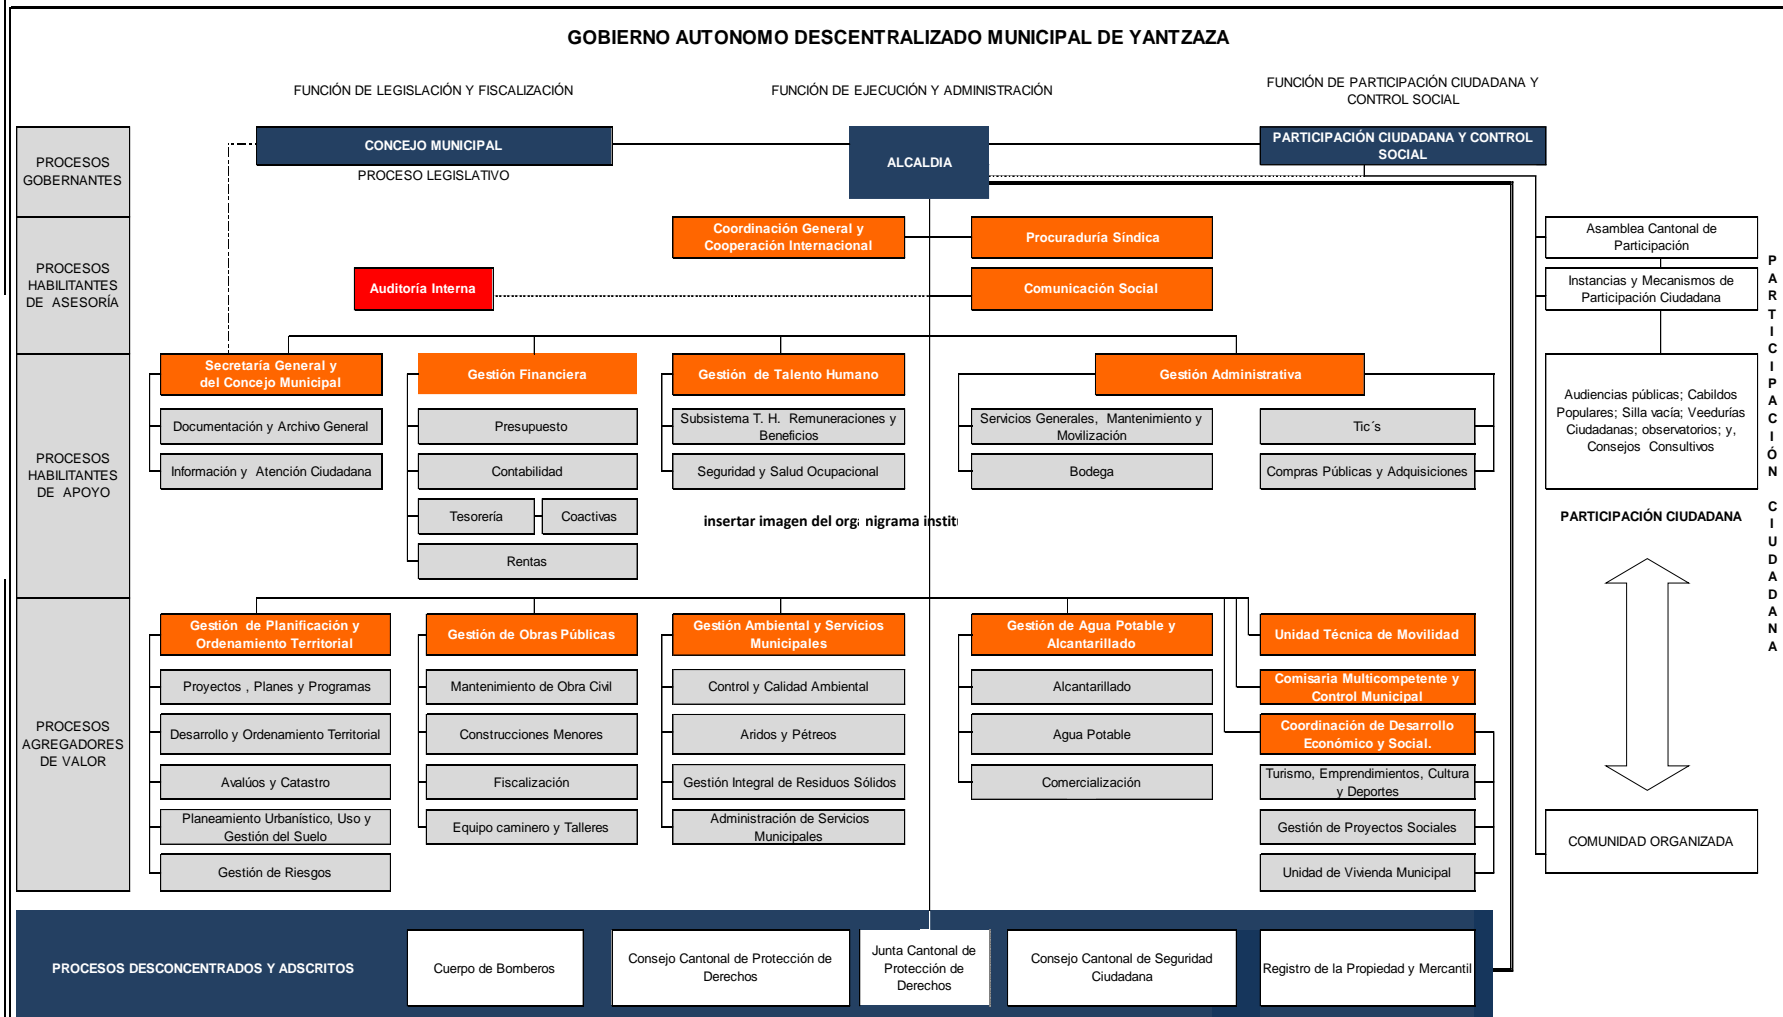 GOBIERNO AUTONOMO DESCENTRALIZADO MUNICIPAL DE YANTZAZA
FUNCIÓN DE LEGISLACIÓN Y FISCALIZACIÓN
FUNCIÓN DE EJECUCIÓN Y ADMINISTRACIÓN
FUNCIÓN DE PARTICIPACIÓN CIUDADANA Y
CONTROL SOCIAL
PROCESOS
GOBERNANTES
CONCEJO MUNICIPAL
PROCESO LEGISLATIVO
ALCALDIA
PARTICIPACIÓN CIUDADANA Y CONTROL
SOCIAL
PROCESOS
HABILITANTES
DE ASESORÍA
Coordinación General y
Cooperación Internacional
Procuraduría Síndica
Auditoría Interna
Comunicación Social
Asamblea Cantonal de
Participación
Instancias y Mecanismos de
Participación Ciudadana
PROCESOS
HABILITANTES
DE APOYO
Secretaría General y
del Concejo Municipal
Documentación y Archivo General
Información y Atención Ciudadana
Gestión Financiera
Presupuesto
Contabilidad
Tesorería
Coactivas
Rentas
Gestión de Talento Humano
Subsistema T. H. Remuneraciones y
Beneficios
Seguridad y Salud Ocupacional
insertar imagen del orga nigrama institu
Gestión Administrativa
Servicios Generales, Mantenimiento y
Movilización
Bodega
Tic´s
Compras Públicas y Adquisiciones
Audiencias públicas; Cabildos
Populares; Silla vacía; Veedurías
Ciudadanas; observatorios; y,
Consejos Consultivos
PARTICIPACIÓN CIUDADANA
PARTICIPACIÓN CIUDADANA
PROCESOS
AGREGADORES
DE VALOR
Gestión de Planificación y
Ordenamiento Territorial
Proyectos , Planes y Programas
Desarrollo y Ordenamiento Territorial
Avalúos y Catastro
Planeamiento Urbanístico, Uso y
Gestión del Suelo
Gestión de Riesgos
Gestión de Obras Públicas
Mantenimiento de Obra Civil
Construcciones Menores
Fiscalización
Equipo caminero y Talleres
Gestión Ambiental y Servicios
Municipales
Control y Calidad Ambiental
Aridos y Pétreos
Gestión Integral de Residuos Sólidos
Administración de Servicios
Municipales
Gestión de Agua Potable y
Alcantarillado
Alcantarillado
Agua Potable
Comercialización
Unidad Técnica de Movilidad
Comisaria Multicompetente y
Control Municipal
Coordinación de Desarrollo
Económico y Social.
Turismo, Emprendimientos, Cultura
y Deportes
Gestión de Proyectos Sociales
Unidad de Vivienda Municipal
COMUNIDAD ORGANIZADA
PROCESOS DESCONCENTRADOS Y ADSCRITOS
Cuerpo de Bomberos
Consejo Cantonal de Protección de
Derechos
Junta Cantonal de
Protección de
Derechos
Consejo Cantonal de Seguridad
Ciudadana
Registro de la Propiedad y Mercantil